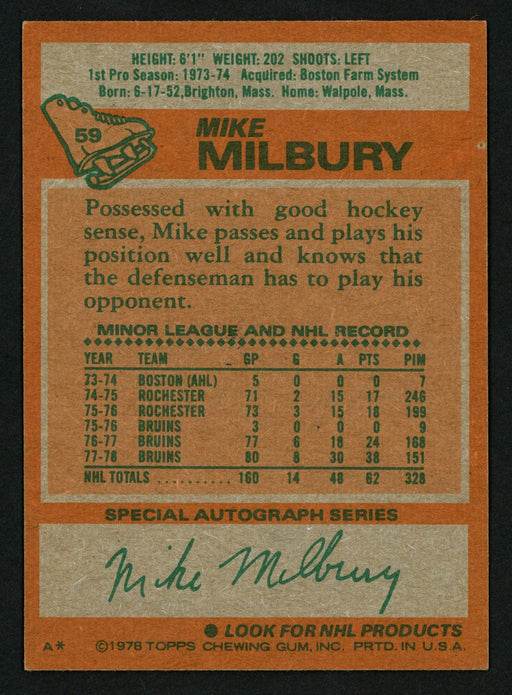 HEIGHT: 6'1" WEIGHT: 202 SHOOTS: LEFT
1st Pro Season: 1973-74 Acquired: Boston Farm System
Born: 6-17-52, Brighton, Mass. Home: Walpole, Mass.
59
MIKE
MILBURY
Possessed with good hockey
sense, Mike passes and plays his
position well and knows that
the defenseman has to play his
opponent.
MINOR LEAGUE AND NHL RECORD
YEAR TEAM GP G A PTS PIM
73-74 BOSTON (AHL) 5 0 0 0 7
74-75 ROCHESTER 71 2 15 17 246
75-76 ROCHESTER 73 3 15 18 199
75-76 BRUINS 3 0 0 0 9
76-77 BRUINS 77 6 18 24 168
77-78 BRUINS 80 8 30 38 151
NHL TOTALS .......... 160 14 48 62 328
SPECIAL AUTOGRAPH SERIES
Mike Milbury
● LOOK FOR NHL PRODUCTS
A* ©1978 TOPPS CHEWING GUM, INC. PRTD. IN U.S.A.